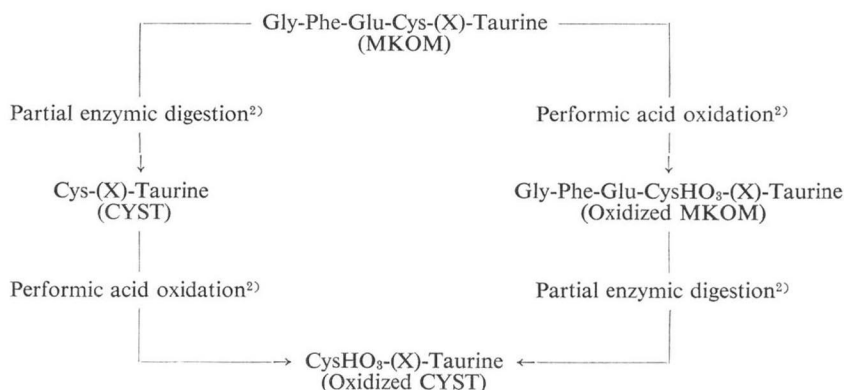 Gly-Phe-Glu-Cys-(X)-Taurine
(MKOM)
Partial enzymic digestion²⁾
Performic acid oxidation²⁾
Cys-(X)-Taurine
(CYST)
Gly-Phe-Glu-CysHO₃-(X)-Taurine
(Oxidized MKOM)
Performic acid oxidation²⁾
Partial enzymic digestion²⁾
CysHO₃-(X)-Taurine
(Oxidized CYST)